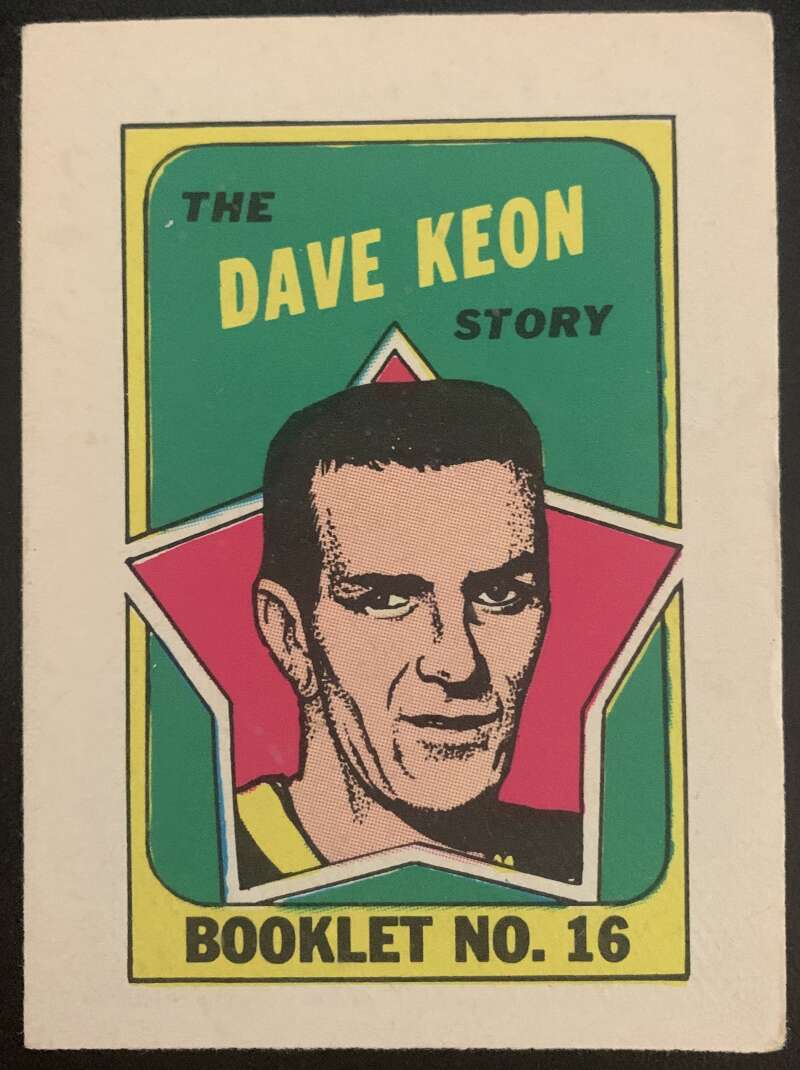 THE
DAVE KEON
STORY
BOOKLET NO. 16